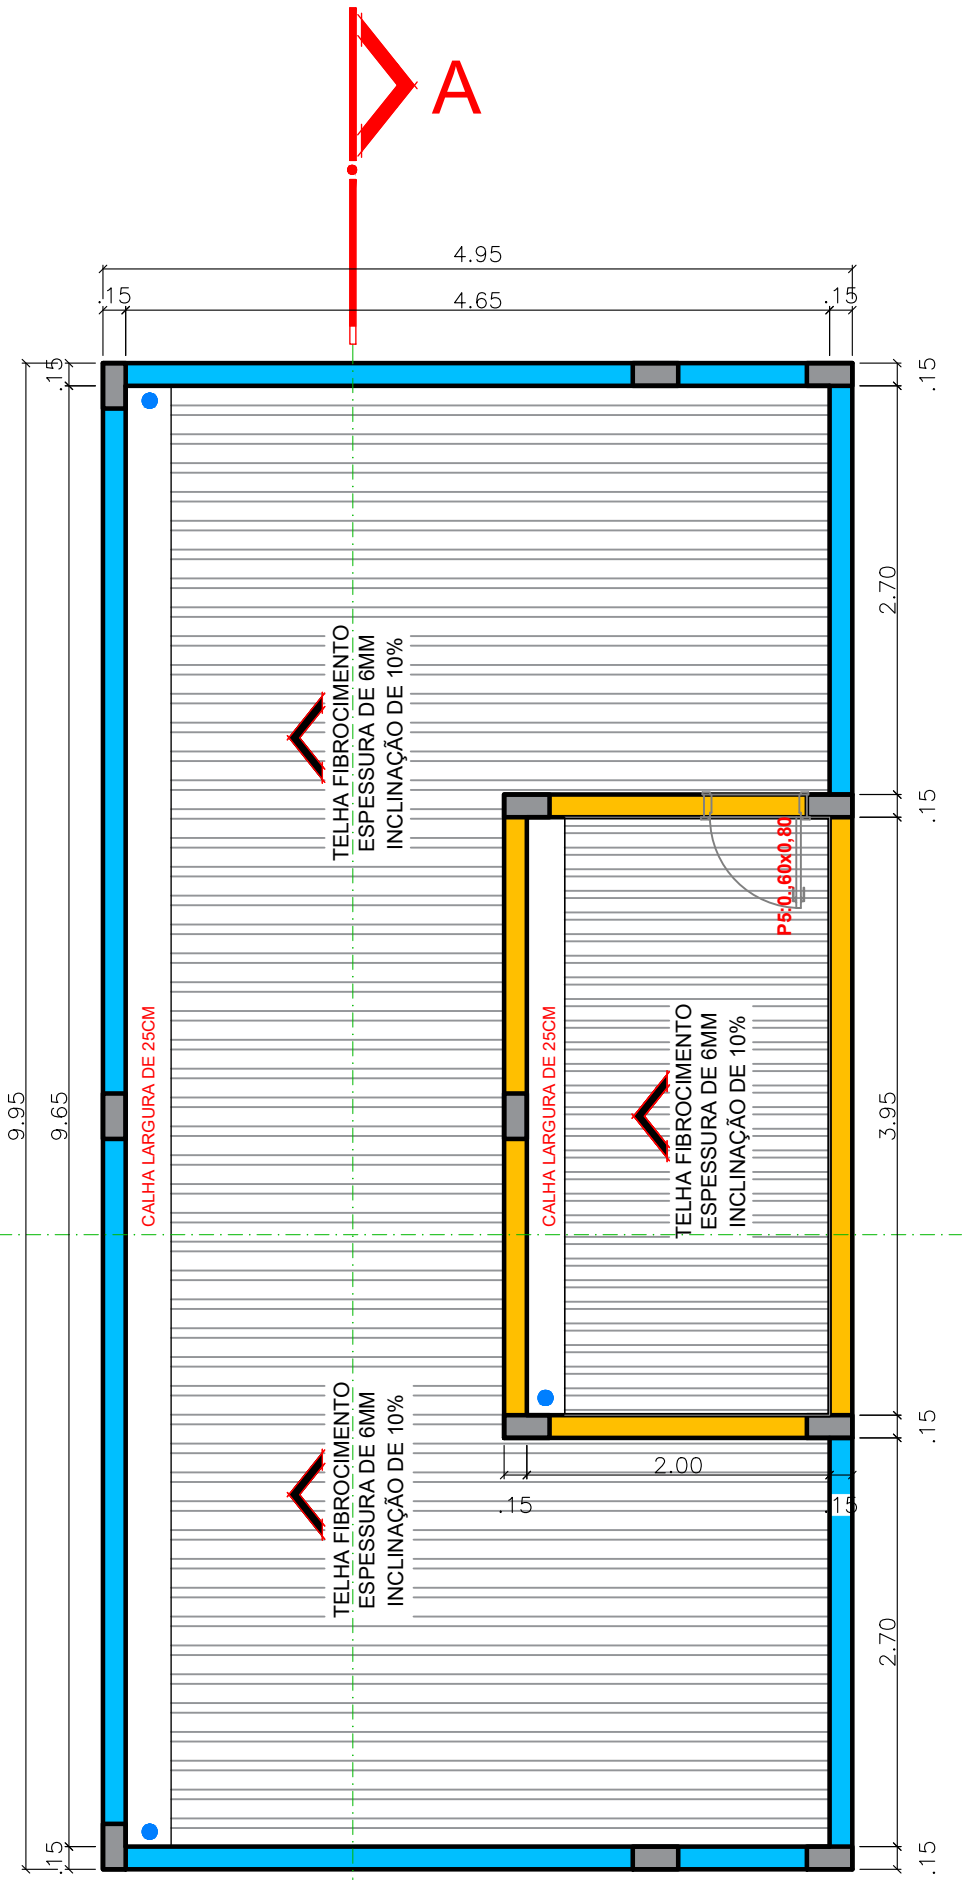 A
4.95
.15
4.65
.15
.15
.15
2.70
TELHA FIBROCIMENTO
ESPESSURA DE 6MM
INCLINAÇÃO DE 10%
.15
P5:0.,60x0,80
CALHA LARGURA DE 25CM
CALHA LARGURA DE 25CM
TELHA FIBROCIMENTO
ESPESSURA DE 6MM
INCLINAÇÃO DE 10%
9.95
9.65
3.95
TELHA FIBROCIMENTO
ESPESSURA DE 6MM
INCLINAÇÃO DE 10%
.15
2.00
.15
.15
2.70
.15
.15